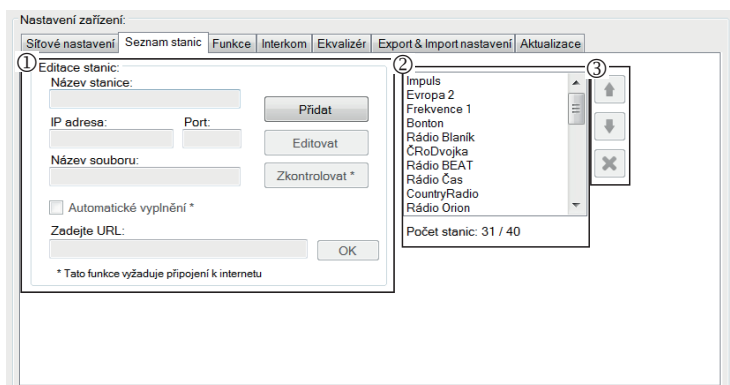 Nastavení zařízení:
Síťové nastavení Seznam stanic Funkce Interkom Ekvalizér Export & Import nastavení Aktualizace
① ② ③
Editace stanic:
Název stanice:
Přidat
IP adresa: Port:
Editovat
Název souboru:
Zkontrolovat *
Automatické vyplnění *
Zadejte URL:
OK
* Tato funkce vyžaduje připojení k internetu
Impuls
Evropa 2
Frekvence 1
Bonton
Rádio Blaník
ČRoDvojka
Rádio BEAT
Rádio Čas
CountryRadio
Rádio Orion
Počet stanic: 31 / 40